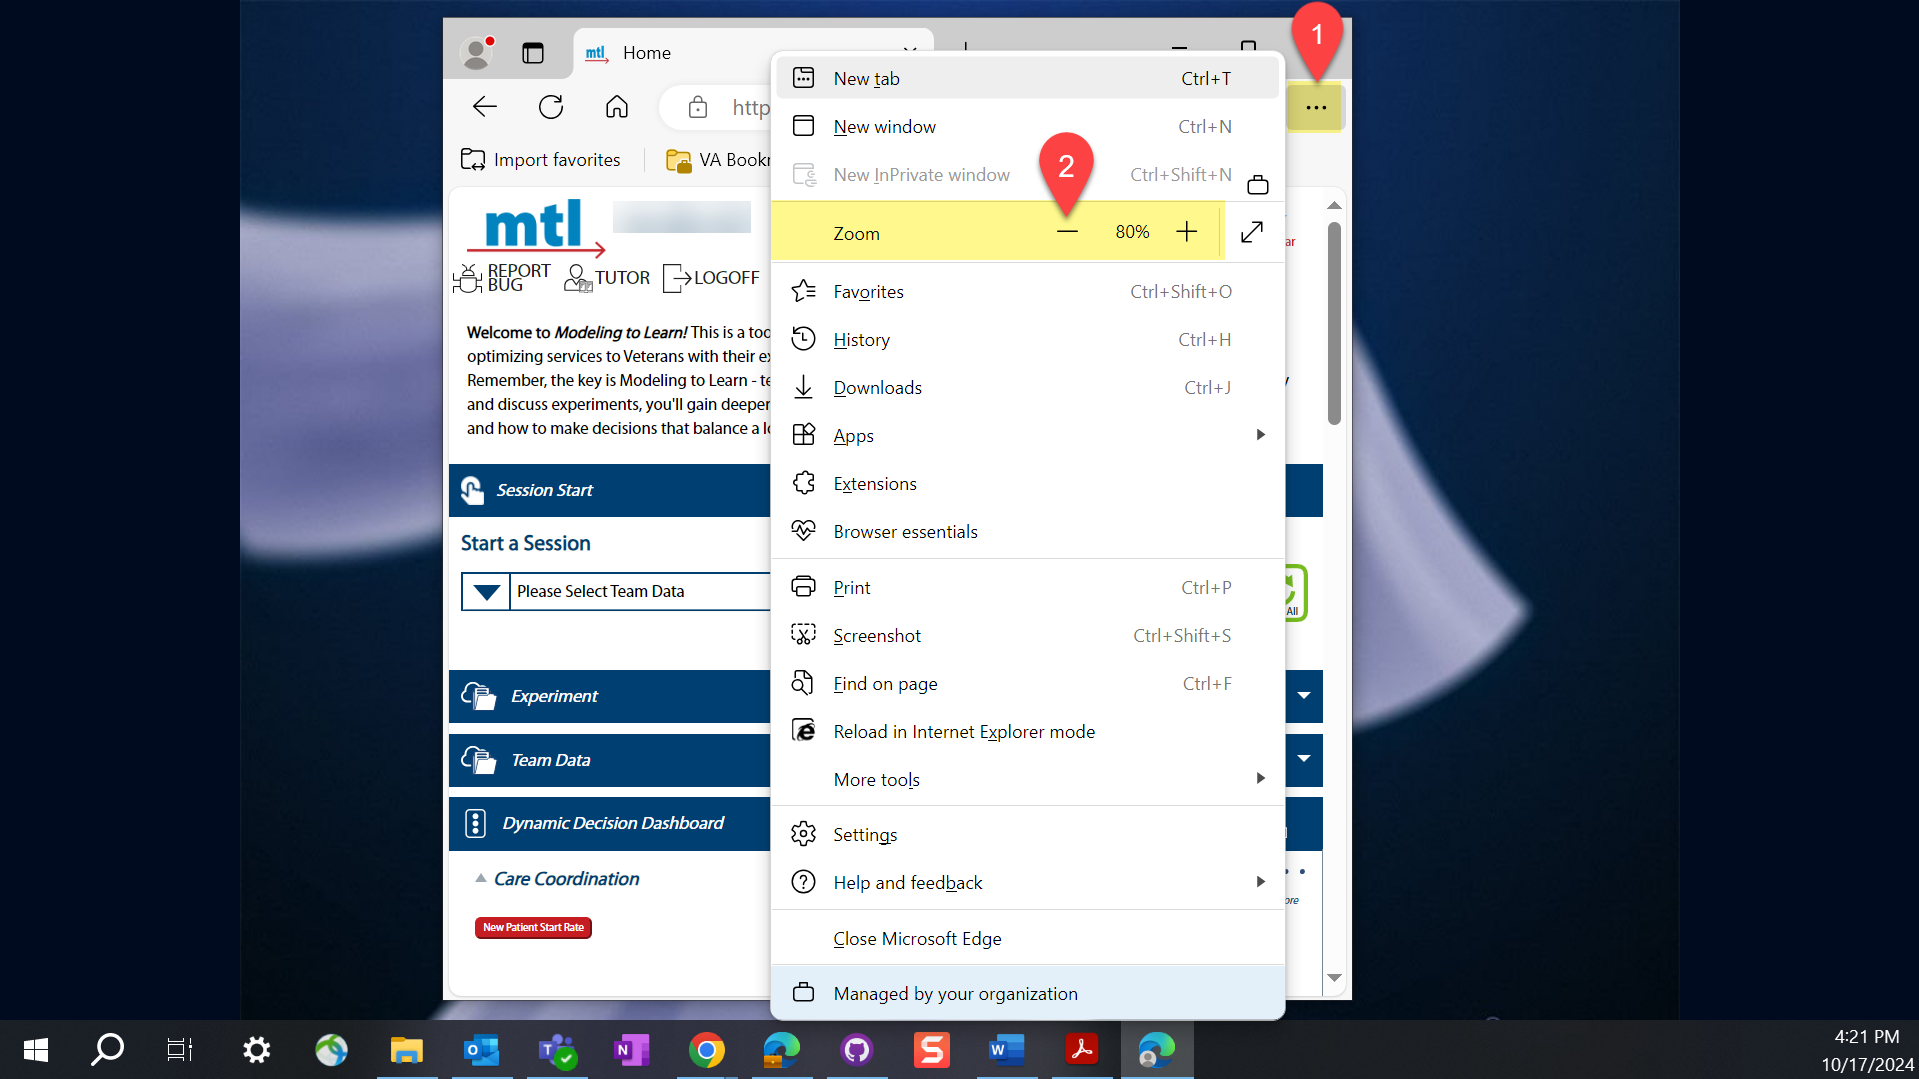 1
mtl Home
New tab Ctrl+T
http
New window Ctrl+N
Import favorites
VA Bookr
2
New InPrivate window Ctrl+Shift+N
mtl
Zoom 80%
ar
REPORT
BUG
TUTOR
LOGOFF
Favorites Ctrl+Shift+O
Welcome to Modeling to Learn! This is a too
optimizing services to Veterans with their ex
Remember, the key is Modeling to Learn - te
and discuss experiments, you'll gain deeper
and how to make decisions that balance a lo
y
History Ctrl+H
Downloads Ctrl+J
Apps
Extensions
Browser essentials
Session Start
Start a Session
Please Select Team Data
All
Print Ctrl+P
Screenshot Ctrl+Shift+S
Find on page Ctrl+F
Reload in Internet Explorer mode
More tools
Experiment
Team Data
Dynamic Decision Dashboard
Settings
Help and feedback
Care Coordination
ore
New Patient Start Rate
Close Microsoft Edge
Managed by your organization
4:21 PM
10/17/2024